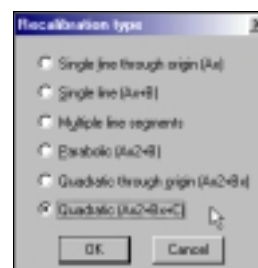 Recalibration type
Single line through origin (Ax)
Single line (Ax+B)
Multiple line segments
Parabolic (Ax2+B)
Quadratic through origin (Ax2+Bx)
Quadratic (Ax2+Bx+C)
OK
Cancel